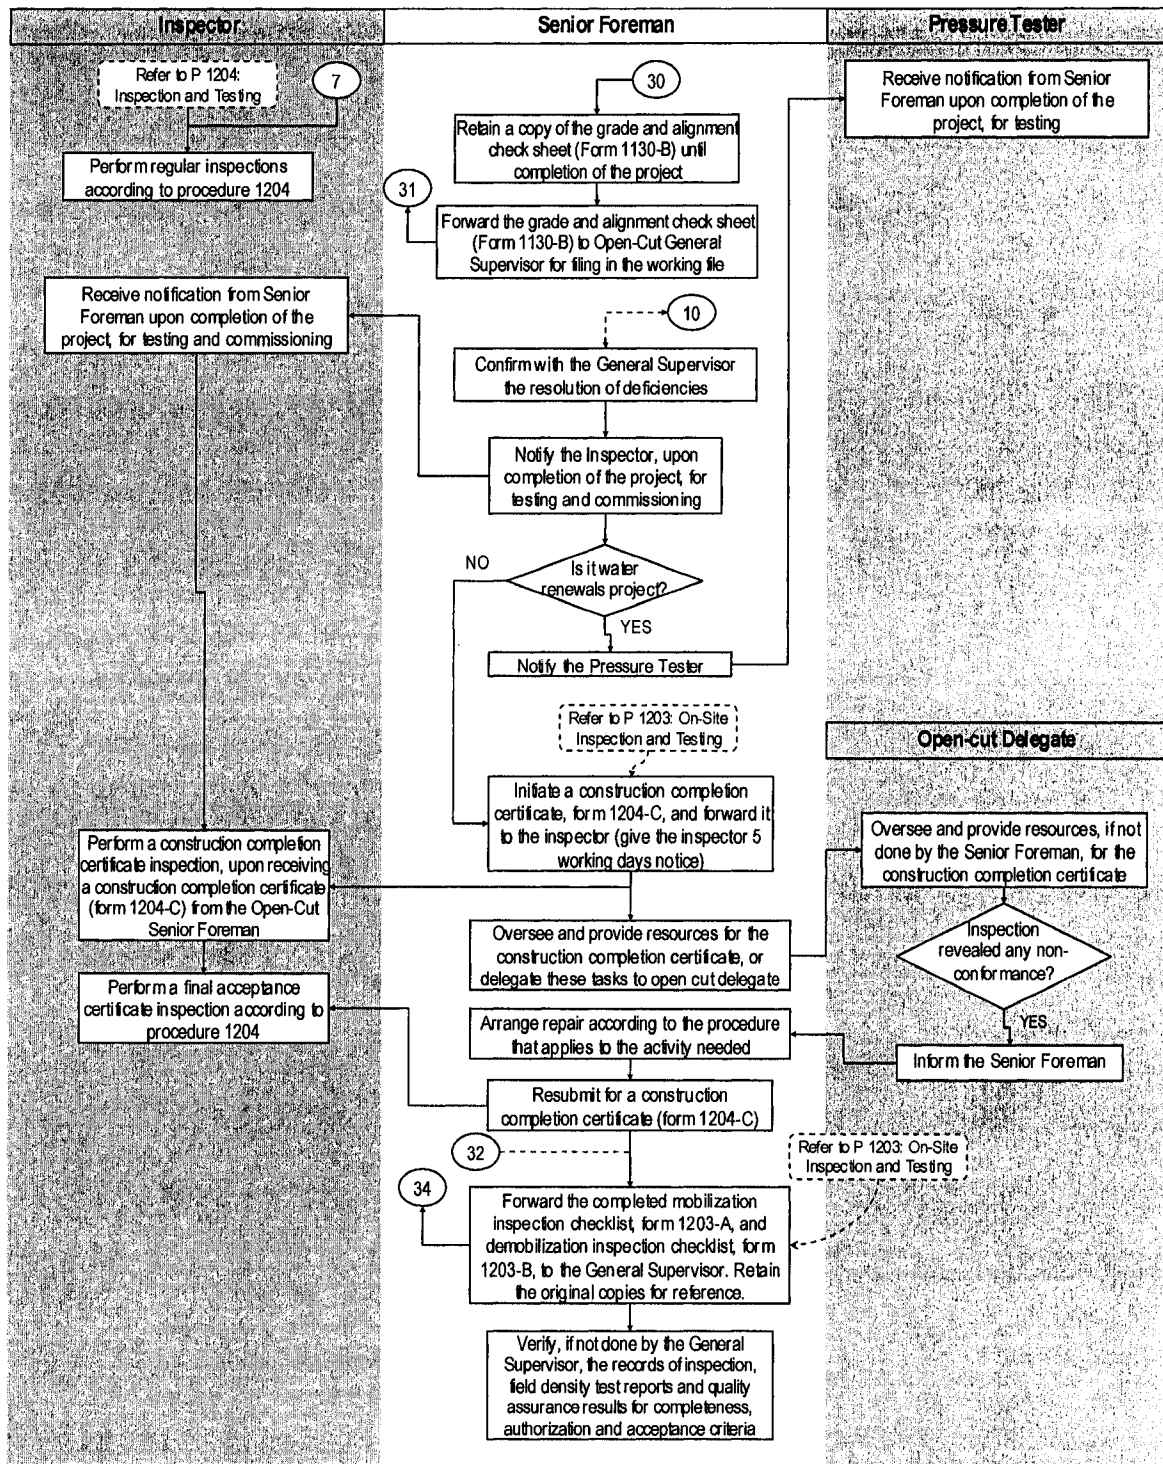 Inspector
Senior Foreman
Pressure Tester
Refer to P 1204:
Inspection and Testing
7
30
Receive notification from Senior
Foreman upon completion of the
project, for testing
Retain a copy of the grade and alignment
check sheet (Form 1130-B) until
completion of the project
Perform regular inspections
according to procedure 1204
31
Forward the grade and alignment check sheet
(Form 1130-B) to Open-Cut General
Supervisor for filing in the working file
Receive notification from Senior
Foreman upon completion of the
project, for testing and commissioning
10
Confirm with the General Supervisor
the resolution of deficiencies
Notify the Inspector, upon
completion of the project, for
testing and commissioning
NO
Is it water
renewals project?
YES
Notify the Pressure Tester
Refer to P 1203: On-Site
Inspection and Testing
Open-cut Delegate
Initiate a construction completion
certificate, form 1204-C, and forward it
to the inspector (give the inspector 5
working days notice)
Oversee and provide resources, if not
done by the Senior Foreman, for the
construction completion certificate
Perform a construction completion
certificate inspection, upon receiving
a construction completion certificate
(form 1204-C) from the Open-Cut
Senior Foreman
Oversee and provide resources for the
construction completion certificate, or
delegate these tasks to open cut delegate
Inspection
revealed any non-
conformance?
YES
Perform a final acceptance
certificate inspection according to
procedure 1204
Arrange repair according to the procedure
that applies to the activity needed
Inform the Senior Foreman
Resubmit for a construction
completion certificate (form 1204-C)
32
Refer to P 1203: On-Site
Inspection and Testing
34
Forward the completed mobilization
inspection checklist, form 1203-A, and
demobilization inspection checklist, form
1203-B, to the General Supervisor. Retain
the original copies for reference.
Verify, if not done by the General
Supervisor, the records of inspection,
field density test reports and quality
assurance results for completeness,
authorization and acceptance criteria